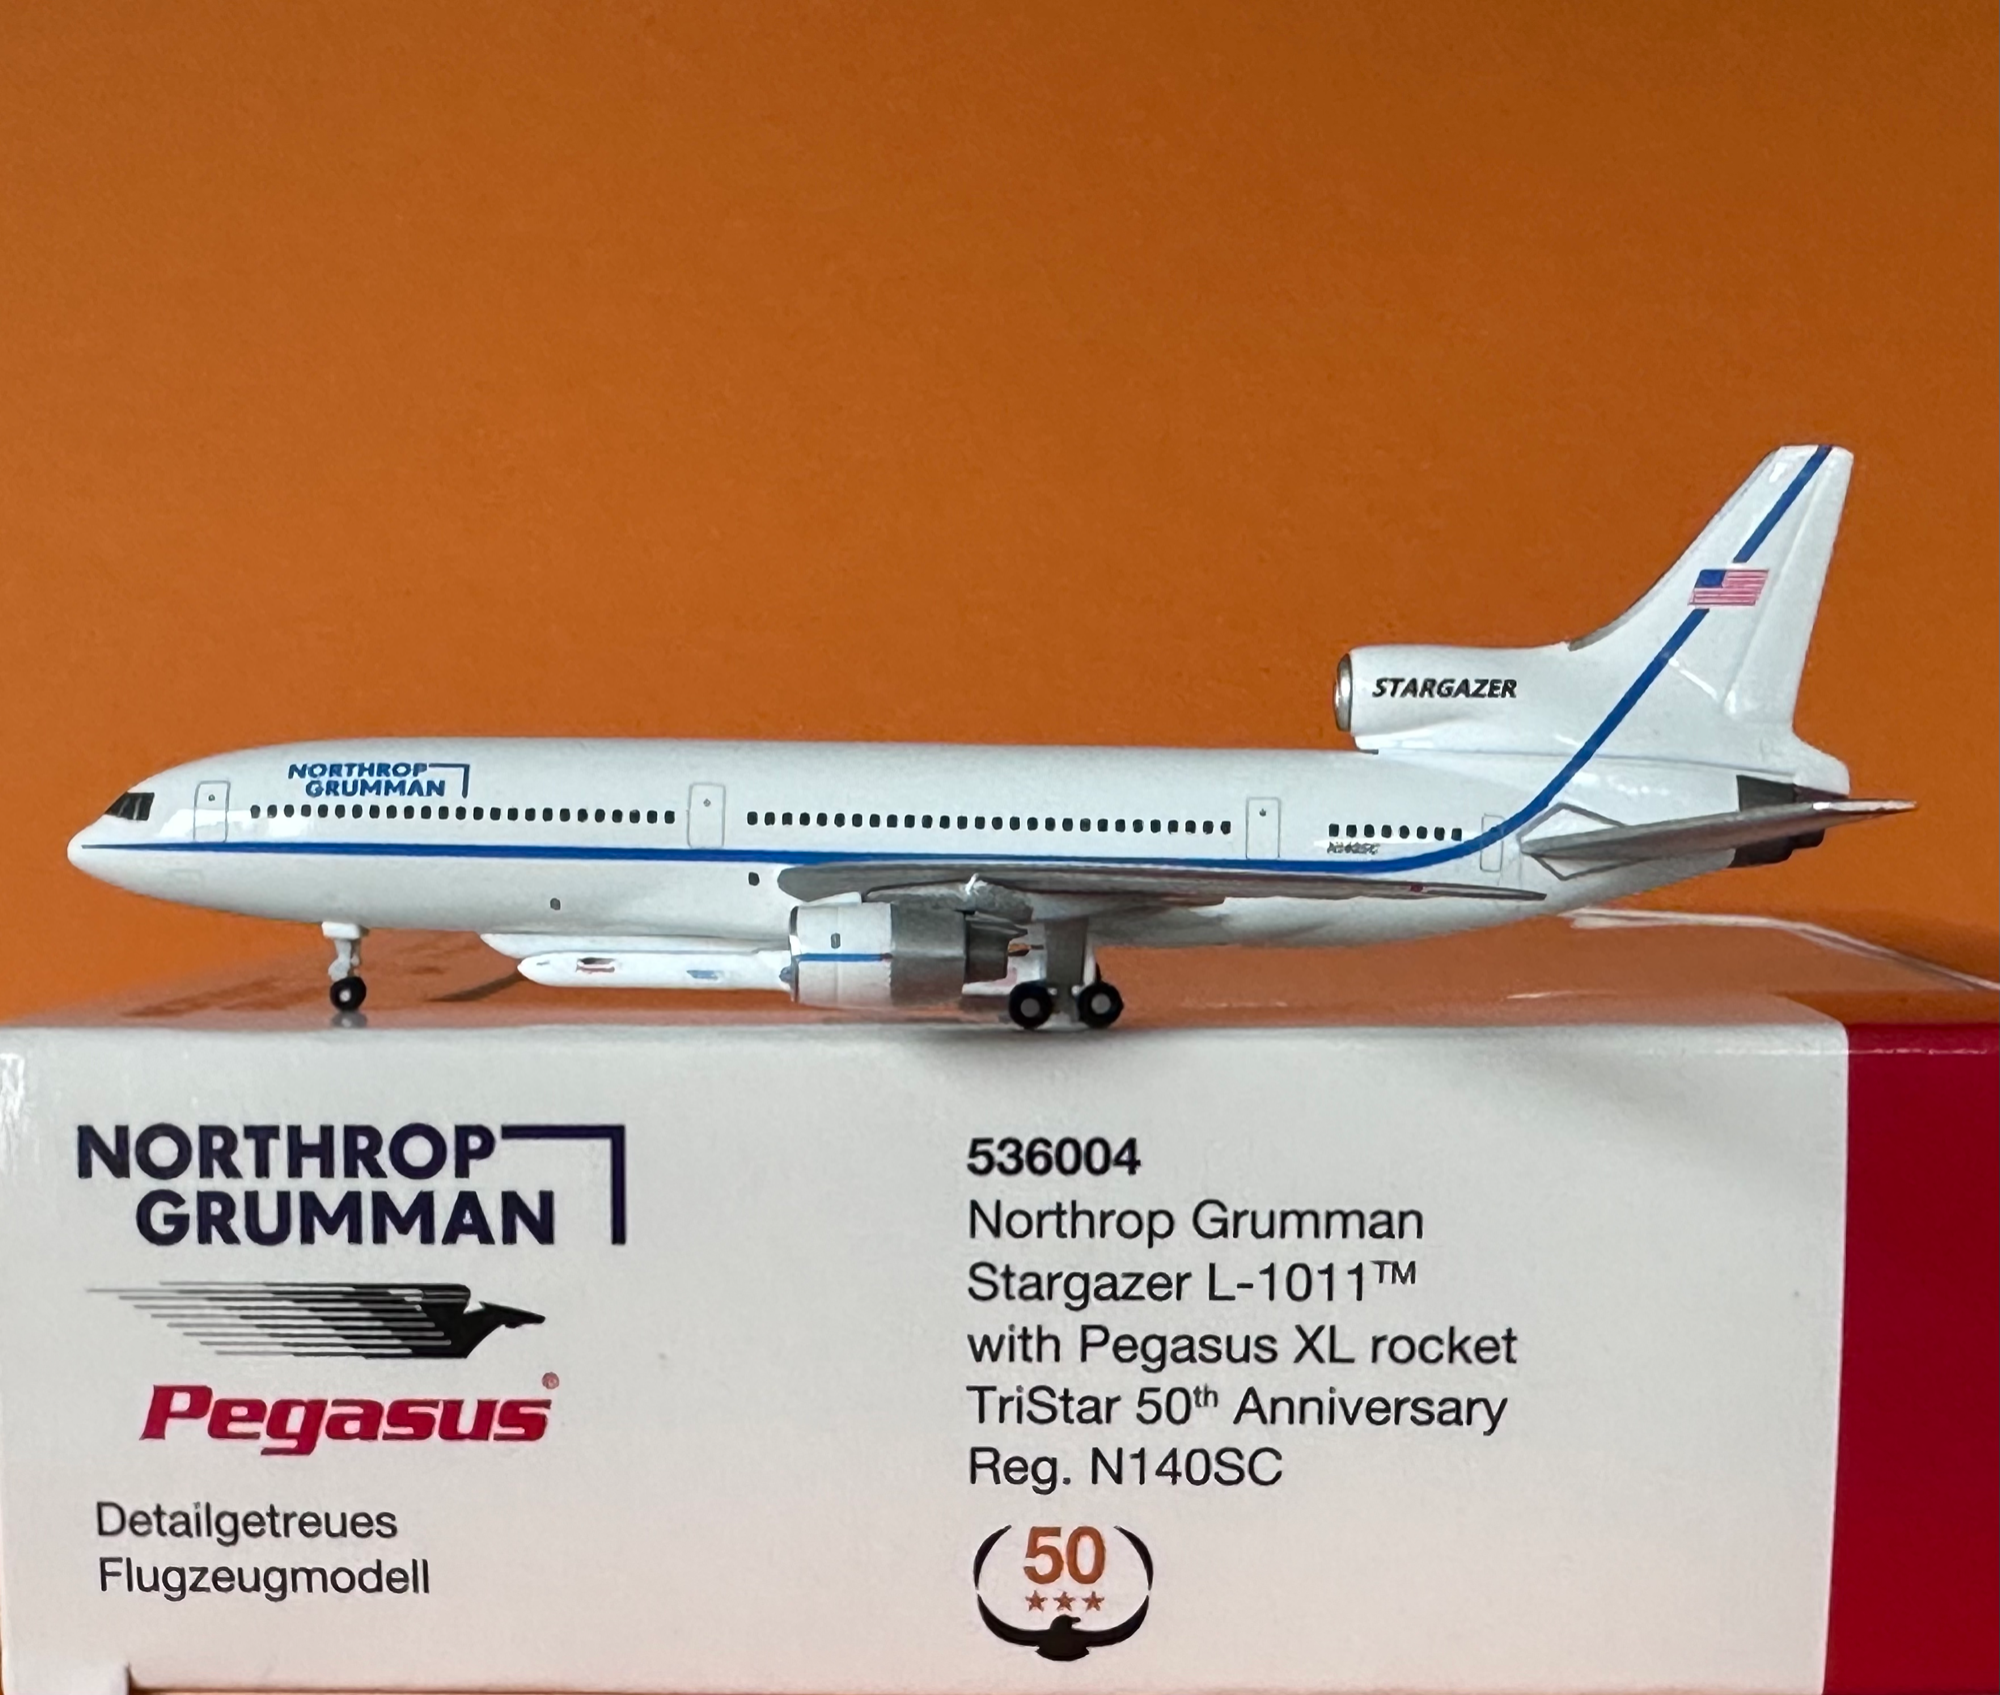 NORTHROP
GRUMMAN
STARGAZER
NORTHROP
GRUMMAN
Pegasus®
Detailgetreues
Flugzeugmodell
536004
Northrop Grumman
Stargazer L-1011™
with Pegasus XL rocket
TriStar 50th Anniversary
Reg. N140SC
50